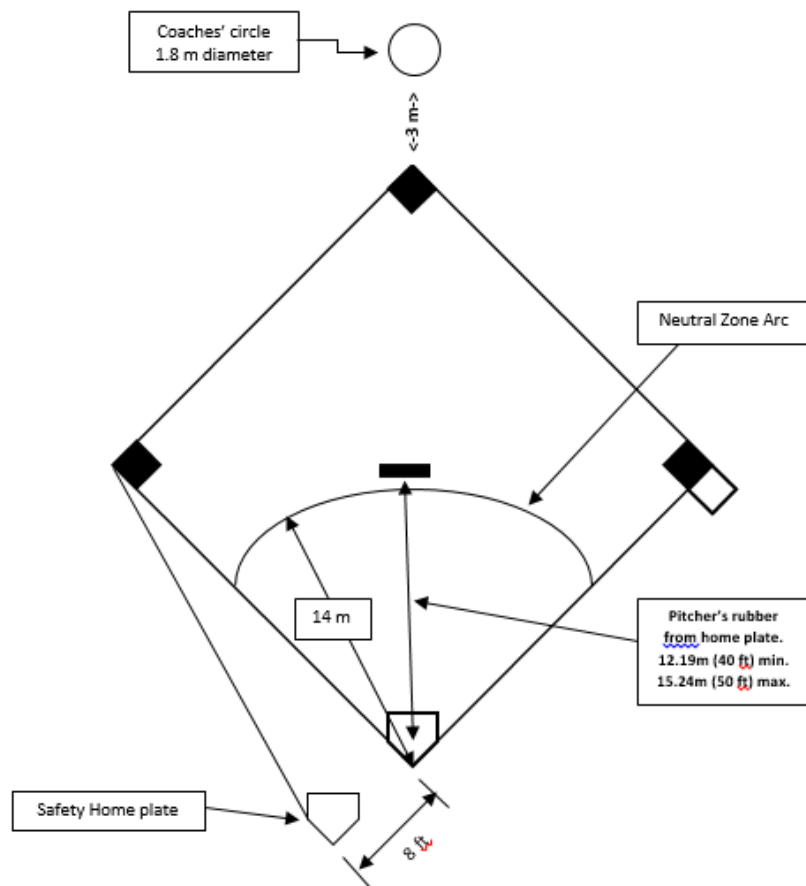 Coaches’ circle
1.8 m diameter
<-3 m->
Neutral Zone Arc
14 m
Pitcher’s rubber
from home plate.
12.19m (40 ft) min.
15.24m (50 ft) max.
Safety Home plate
8 ft